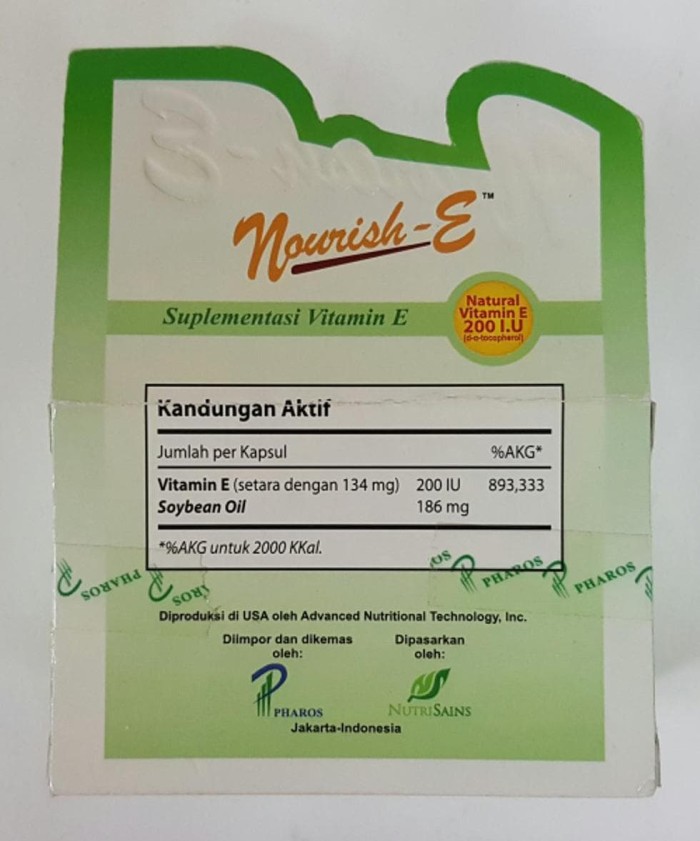 Nourish-E™
Suplementasi Vitamin E
Natural
Vitamin E
200 I.U
(d-α-tocopherol)
Kandungan Aktif
Jumlah per Kapsul %AKG*
Vitamin E (setara dengan 134 mg) 200 IU 893,333
Soybean Oil 186 mg
*%AKG untuk 2000 KKal.
PHAROS
ROS
OS
PHAROS
PHAROS
Diproduksi di USA oleh Advanced Nutritional Technology, Inc.
Diimpor dan dikemas
oleh:
Dipasarkan
oleh:
PHAROS
NUTRISAINS
Jakarta-Indonesia